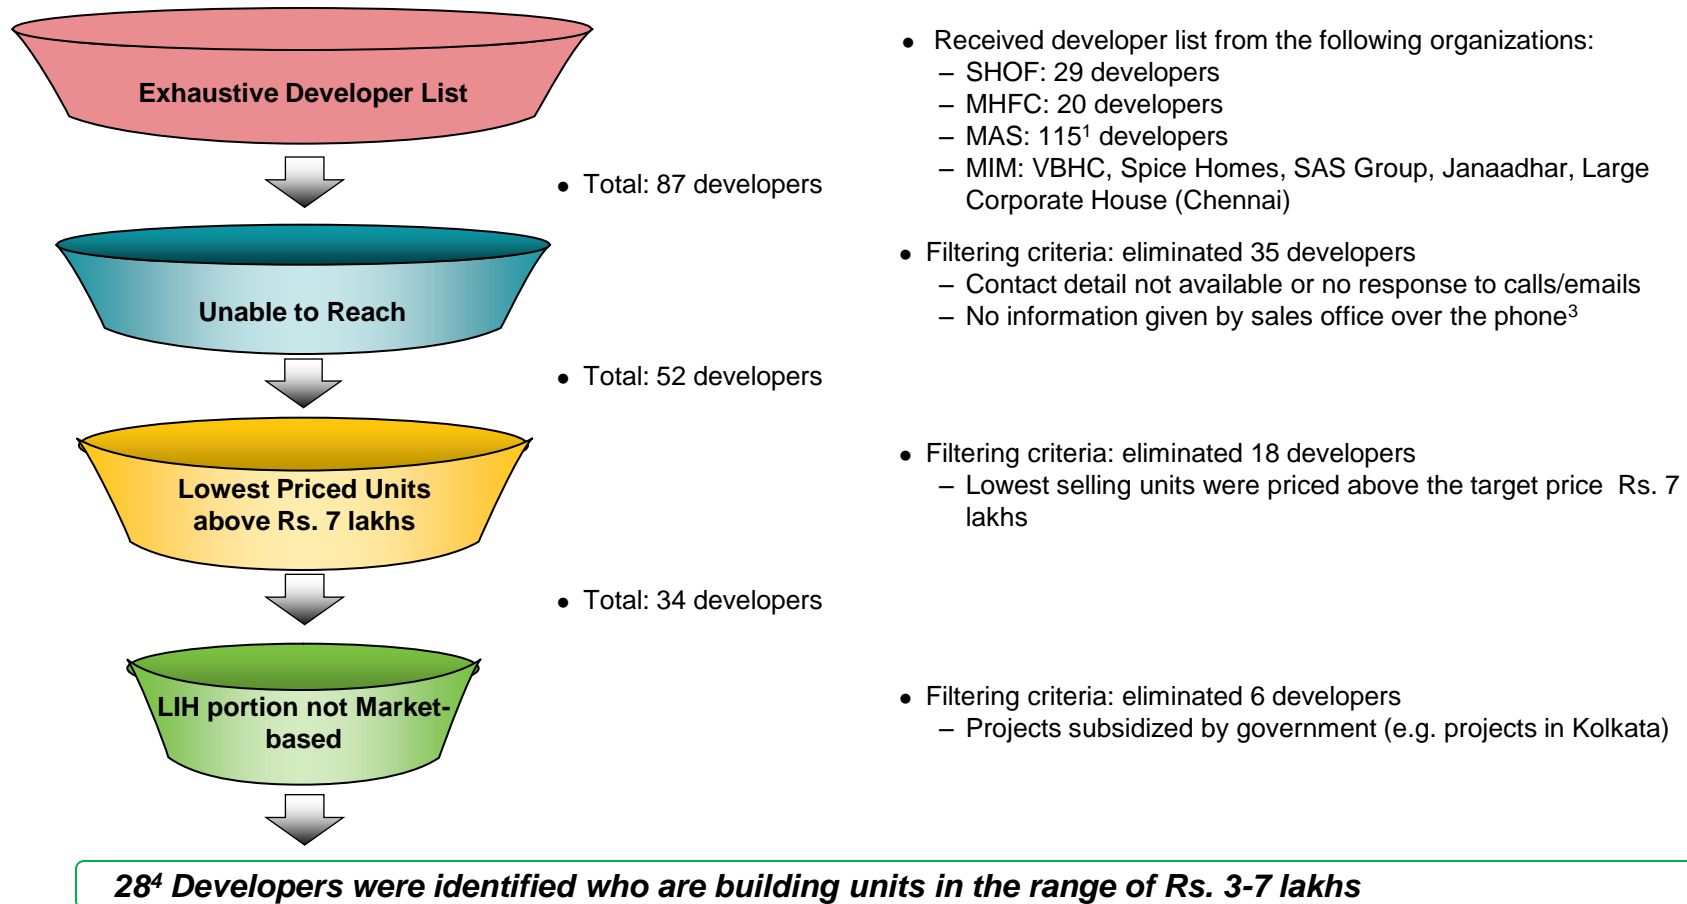 Exhaustive Developer List
● Received developer list from the following organizations:
– SHOF: 29 developers
– MHFC: 20 developers
– MAS: 115¹ developers
– MIM: VBHC, Spice Homes, SAS Group, Janaadhar, Large
Corporate House (Chennai)
● Total: 87 developers
Unable to Reach
● Filtering criteria: eliminated 35 developers
– Contact detail not available or no response to calls/emails
– No information given by sales office over the phone³
● Total: 52 developers
Lowest Priced Units
above Rs. 7 lakhs
● Filtering criteria: eliminated 18 developers
– Lowest selling units were priced above the target price Rs. 7
lakhs
● Total: 34 developers
LIH portion not Market-
based
● Filtering criteria: eliminated 6 developers
– Projects subsidized by government (e.g. projects in Kolkata)
28⁴ Developers were identified who are building units in the range of Rs. 3-7 lakhs